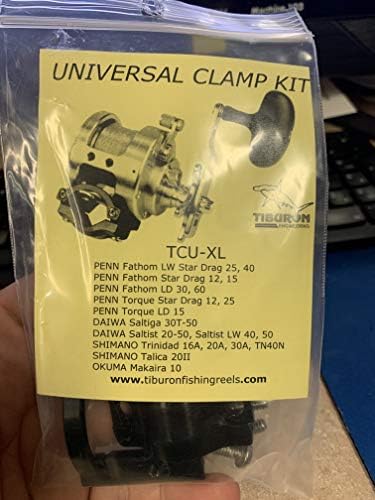 UNIVERSAL CLAMP KIT
TIBURON
ENGINEERING
TCU-XL
PENN Fathom LW Star Drag 25, 40
PENN Fathom Star Drag 12, 15
PENN Fathom LD 30, 60
PENN Torque Star Drag 12, 25
PENN Torque LD 15
DAIWA Saltiga 30T-50
DAIWA Saltist 20-50, Saltist LW 40, 50
SHIMANO Trinidad 16A, 20A, 30A, TN40N
SHIMANO Talica 20II
OKUMA Makaira 10
www.tiburonfishingreels.com